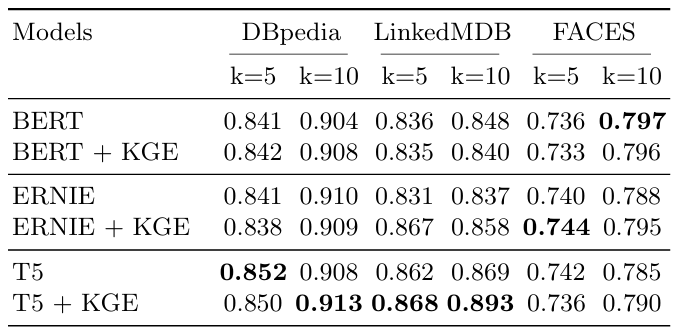 Models DBpedia LinkedMDB FACES
k=5 k=10 k=5 k=10 k=5 k=10
BERT 0.841 0.904 0.836 0.848 0.736 0.797
BERT + KGE 0.842 0.908 0.835 0.840 0.733 0.796
ERNIE 0.841 0.910 0.831 0.837 0.740 0.788
ERNIE + KGE 0.838 0.909 0.867 0.858 0.744 0.795
T5 0.852 0.908 0.862 0.869 0.742 0.785
T5 + KGE 0.850 0.913 0.868 0.893 0.736 0.790